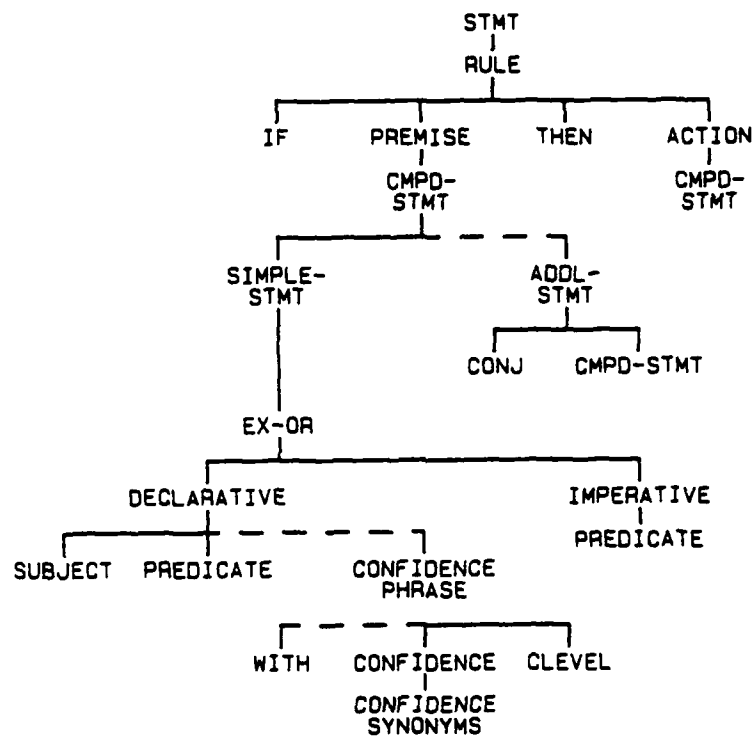 STMT
RULE
IF PREMISE THEN ACTION
CMPD-
STMT
CMPD-
STMT
SIMPLE-
STMT
ADDL-
STMT
CONJ CMPD-STMT
EX-OR
DECLARATIVE IMPERATIVE
PREDICATE
SUBJECT PREDICATE CONFIDENCE
PHRASE
WITH CONFIDENCE CLEVEL
CONFIDENCE
SYNONYMS